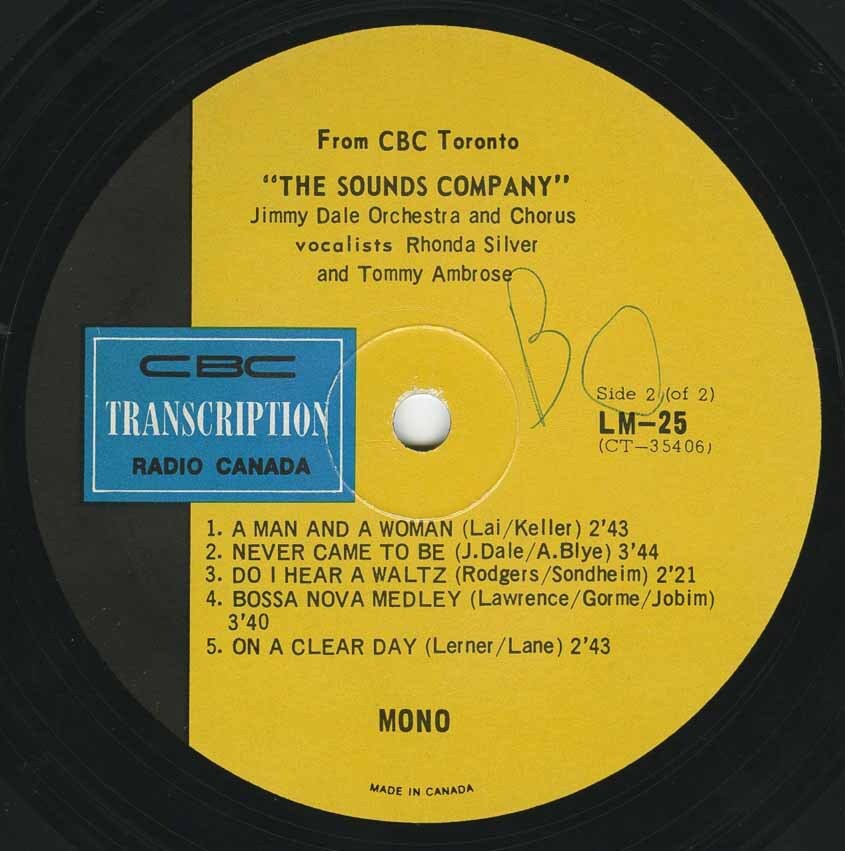 From CBC Toronto
"THE SOUNDS COMPANY"
Jimmy Dale Orchestra and Chorus
vocalists Rhonda Silver
and Tommy Ambrose
BO
CBC
TRANSCRIPTION
RADIO CANADA
Side 2 (of 2)
LM-25
(CT-35406)
1. A MAN AND A WOMAN (Lai/Keller) 2'43
2. NEVER CAME TO BE (J.Dale/A.Blye) 3'44
3. DO I HEAR A WALTZ (Rodgers/Sondheim) 2'21
4. BOSSA NOVA MEDLEY (Lawrence/Gorme/Jobim)
3'40
5. ON A CLEAR DAY (Lerner/Lane) 2'43
MONO
MADE IN CANADA